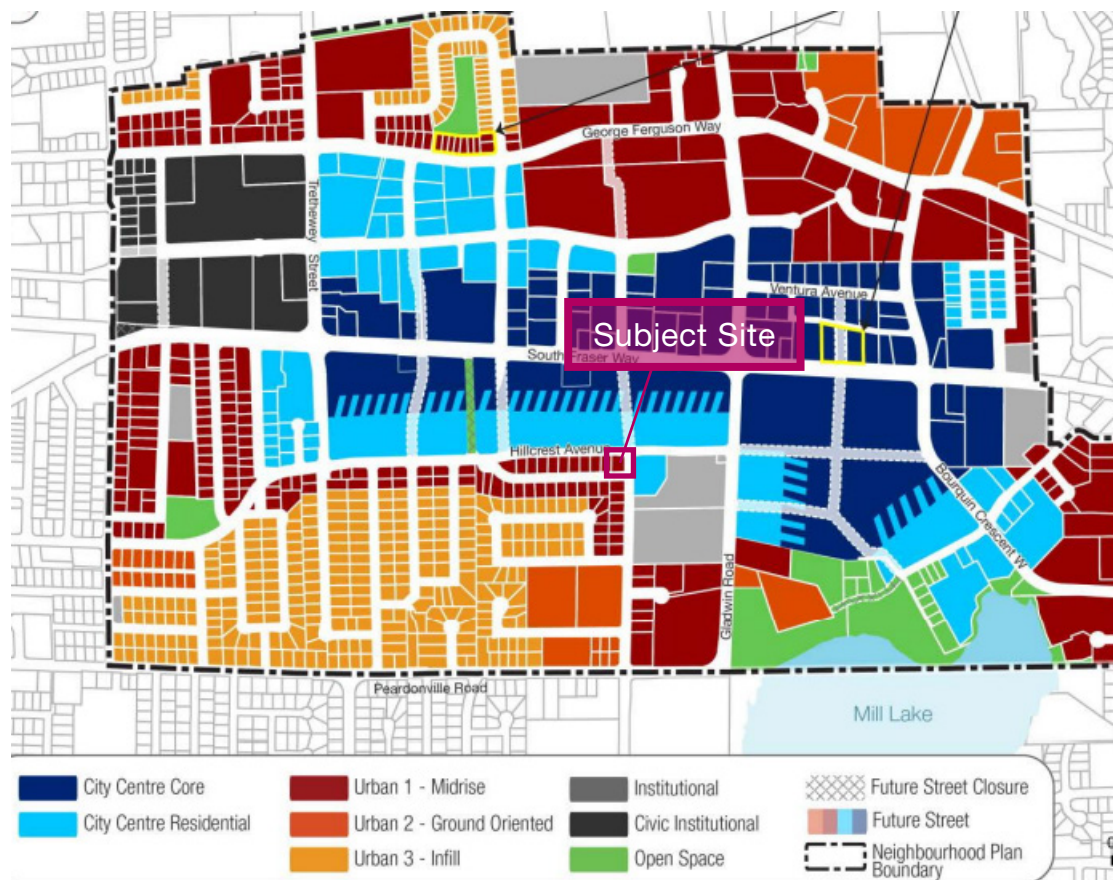 George Ferguson Way
Trethewey Street
Ventura Avenue
Subject Site
South Fraser Way
Hillcrest Avenue
Bourquin Crescent W
Gladwin Road
Peardonville Road
Mill Lake
City Centre Core
City Centre Residential
Urban 1 - Midrise
Urban 2 - Ground Oriented
Urban 3 - Infill
Institutional
Civic Institutional
Open Space
Future Street Closure
Future Street
Neighbourhood Plan
Boundary